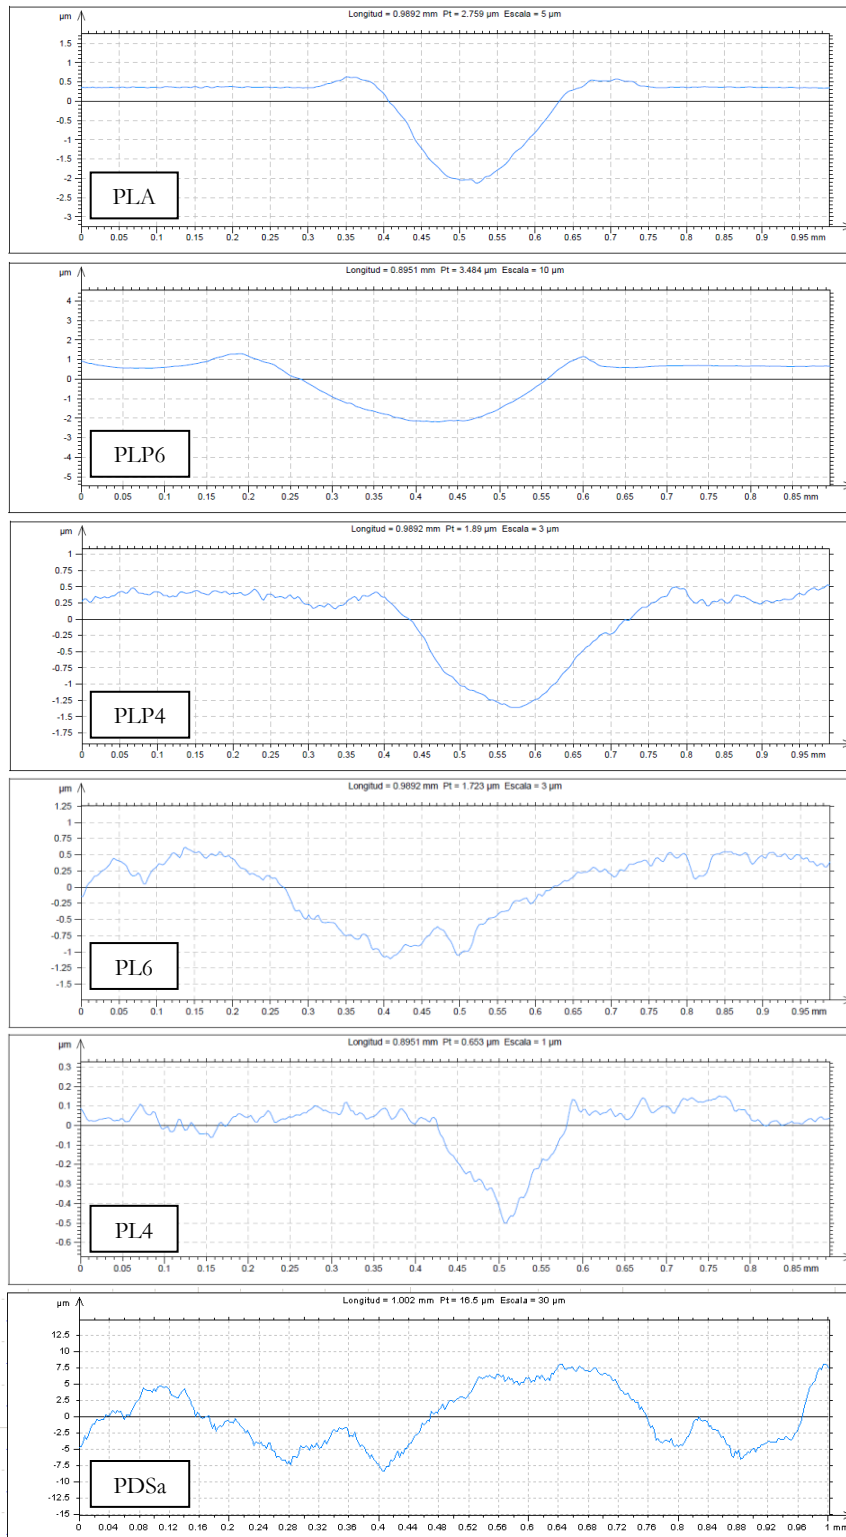 Longitud = 0.9892 mm Pt = 2.759 µm Escala = 5 µm
µm
1.5
1
0.5
0
-0.5
-1
-1.5
-2
-2.5
-3
PLA
0 0.05 0.1 0.15 0.2 0.25 0.3 0.35 0.4 0.45 0.5 0.55 0.6 0.65 0.7 0.75 0.8 0.85 0.9 0.95 mm
Longitud = 0.8951 mm Pt = 3.484 µm Escala = 10 µm
µm
4
3
2
1
0
-1
-2
-3
-4
-5
PLP6
0 0.05 0.1 0.15 0.2 0.25 0.3 0.35 0.4 0.45 0.5 0.55 0.6 0.65 0.7 0.75 0.8 0.85 mm
Longitud = 0.9892 mm Pt = 1.89 µm Escala = 3 µm
µm
1
0.75
0.5
0.25
0
-0.25
-0.5
-0.75
-1
-1.25
-1.5
-1.75
PLP4
0 0.05 0.1 0.15 0.2 0.25 0.3 0.35 0.4 0.45 0.5 0.55 0.6 0.65 0.7 0.75 0.8 0.85 0.9 0.95 mm
Longitud = 0.9892 mm Pt = 1.723 µm Escala = 3 µm
µm
1.25
1
0.75
0.5
0.25
0
-0.25
-0.5
-0.75
-1
-1.25
-1.5
PL6
0 0.05 0.1 0.15 0.2 0.25 0.3 0.35 0.4 0.45 0.5 0.55 0.6 0.65 0.7 0.75 0.8 0.85 0.9 0.95 mm
Longitud = 0.8951 mm Pt = 0.653 µm Escala = 1 µm
µm
0.3
0.2
0.1
0
-0.1
-0.2
-0.3
-0.4
-0.5
-0.6
PL4
0 0.05 0.1 0.15 0.2 0.25 0.3 0.35 0.4 0.45 0.5 0.55 0.6 0.65 0.7 0.75 0.8 0.85 mm
Longitud = 1.002 mm Pt = 16.5 µm Escala = 30 µm
µm
12.5
10
7.5
5
2.5
0
-2.5
-5
-7.5
-10
-12.5
-15
PDSa
0 0.04 0.08 0.12 0.16 0.2 0.24 0.28 0.32 0.36 0.4 0.44 0.48 0.52 0.56 0.6 0.64 0.68 0.72 0.76 0.8 0.84 0.88 0.92 0.96 1 mm